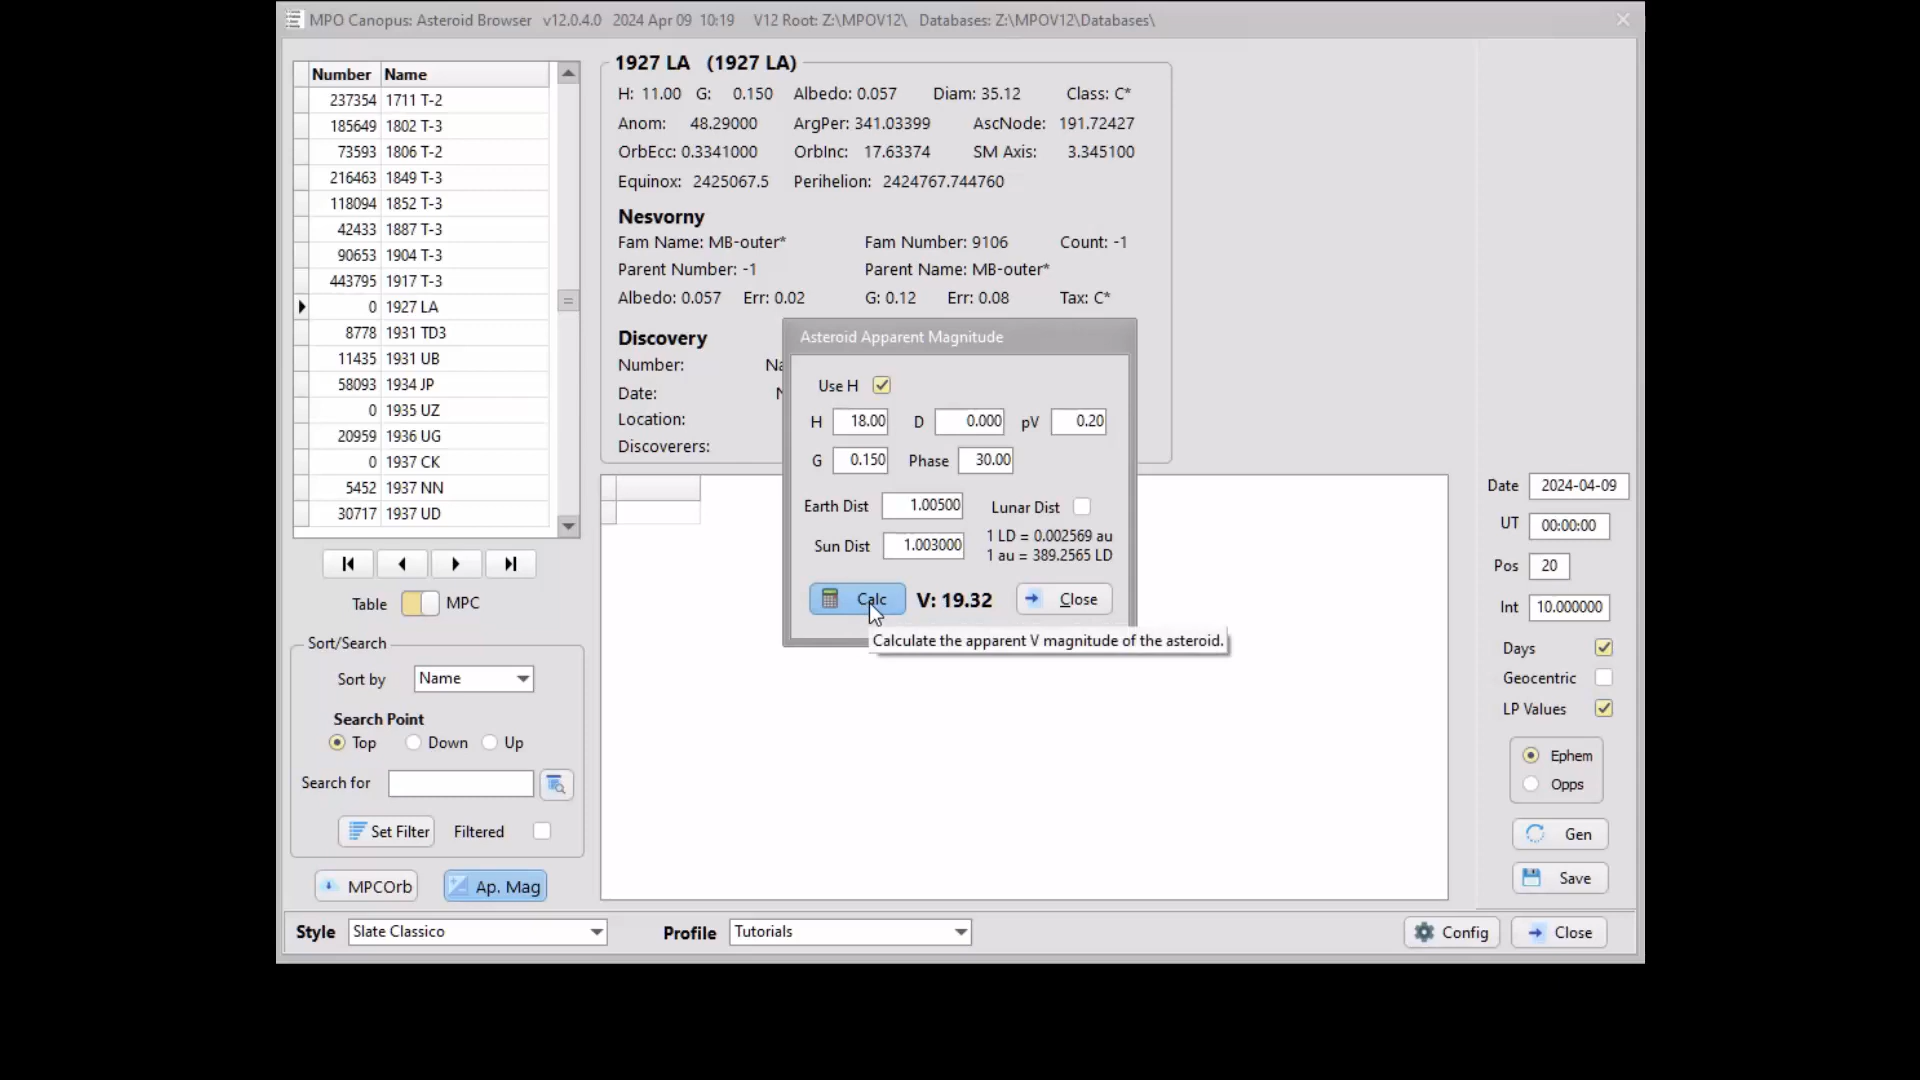 MPO Canopus: Asteroid Browser v12.0.4.0 2024 Apr 09 10:19 V12 Root: Z:\MPOV12\ Databases: Z:\MPOV12\Databases\
Number Name
237354 1711 T-2
185649 1802 T-3
73593 1806 T-2
216463 1849 T-3
118094 1852 T-3
42433 1887 T-3
90653 1904 T-3
443795 1917 T-3
0 1927 LA
8778 1931 TD3
11435 1931 UB
58093 1934 JP
0 1935 UZ
20959 1936 UG
0 1937 CK
5452 1937 NN
30717 1937 UD
Table MPC
Sort/Search
Sort by Name
Search Point
Top Down Up
Search for
Set Filter Filtered
MPCOrb Ap. Mag
1927 LA (1927 LA)
H: 11.00 G: 0.150 Albedo: 0.057 Diam: 35.12 Class: C*
Anom: 48.29000 ArgPer: 341.03399 AscNode: 191.72427
OrbEcc: 0.3341000 OrbInc: 17.63374 SM Axis: 3.345100
Equinox: 2425067.5 Perihelion: 2424767.744760
Nesvorny
Fam Name: MB-outer* Fam Number: 9106 Count: -1
Parent Number: -1 Parent Name: MB-outer*
Albedo: 0.057 Err: 0.02 G: 0.12 Err: 0.08 Tax: C*
Discovery
Number: Na
Date:
Location:
Discoverers:
Asteroid Apparent Magnitude
Use H
H 18.00 D 0.000 pV 0.20
G 0.150 Phase 30.00
Earth Dist 1.00500 Lunar Dist
Sun Dist 1.003000
1 LD = 0.002569 au
1 au = 389.2565 LD
Calc V: 19.32 Close
Calculate the apparent V magnitude of the asteroid.
Date 2024-04-09
UT 00:00:00
Pos 20
Int 10.000000
Days
Geocentric
LP Values
Ephem
Opps
Gen
Save
Style Slate Classico Profile Tutorials Config Close